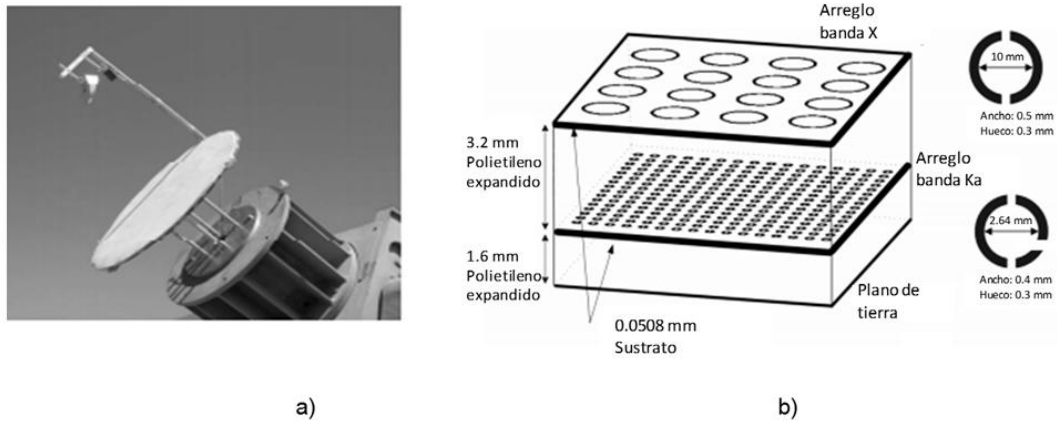 Arreglo
banda X
10 mm
Ancho: 0.5 mm
Hueco: 0.3 mm
3.2 mm
Polietileno
expandido
Arreglo
banda Ka
2.64 mm
Ancho: 0.4 mm
Hueco: 0.3 mm
1.6 mm
Polietileno
expandido
Plano de
tierra
0.0508 mm
Sustrato
a)
b)